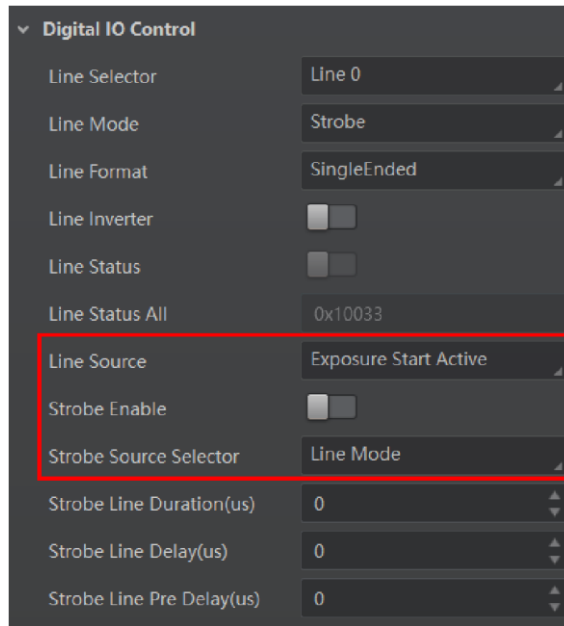 Digital IO Control
Line Selector Line 0
Line Mode Strobe
Line Format SingleEnded
Line Inverter
Line Status
Line Status All 0x10033
Line Source Exposure Start Active
Strobe Enable
Strobe Source Selector Line Mode
Strobe Line Duration(us) 0
Strobe Line Delay(us) 0
Strobe Line Pre Delay(us) 0